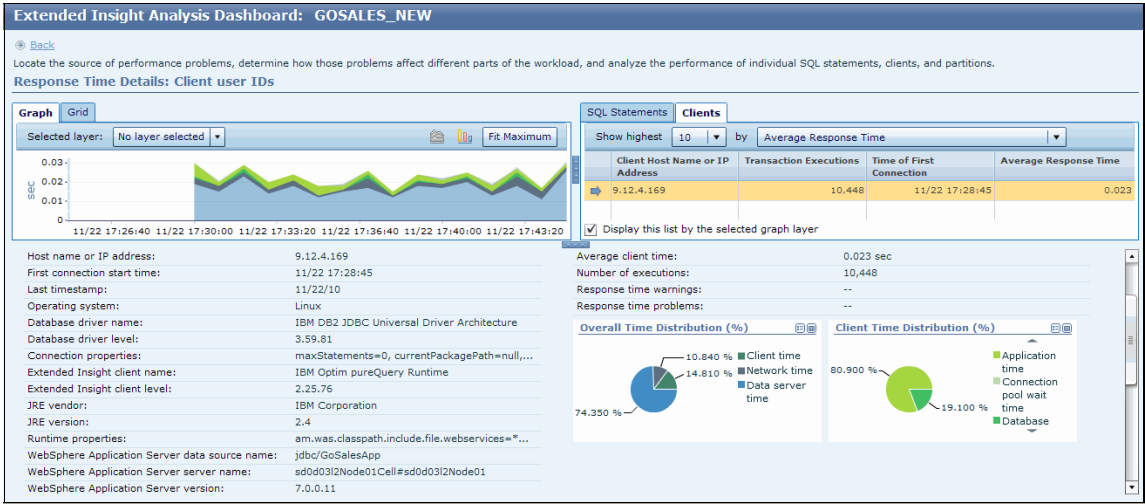 Extended Insight Analysis Dashboard: GOSALES_NEW
Back
Locate the source of performance problems, determine how those problems affect different parts of the workload, and analyze the performance of individual SQL statements, clients, and partitions.
Response Time Details: Client user IDs
Graph Grid
Selected layer: No layer selected Fit Maximum
0.03
0.02
0.01
0
sec
11/22 17:26:40 11/22 17:30:00 11/22 17:33:20 11/22 17:36:40 11/22 17:40:00 11/22 17:43:20
SQL Statements Clients
Show highest 10 by Average Response Time
Client Host Name or IP Address Transaction Executions Time of First Connection Average Response Time
9.12.4.169 10,448 11/22 17:28:45 0.023
Display this list by the selected graph layer
Host name or IP address: 9.12.4.169
First connection start time: 11/22 17:28:45
Last timestamp: 11/22/10
Operating system: Linux
Database driver name: IBM DB2 JDBC Universal Driver Architecture
Database driver level: 3.59.81
Connection properties: maxStatements=0, currentPackagePath=null,...
Extended Insight client name: IBM Optim pureQuery Runtime
Extended Insight client level: 2.25.76
JRE vendor: IBM Corporation
JRE version: 2.4
Runtime properties: am.was.classpath.include.file.webservices=*...
WebSphere Application Server data source name: jdbc/GoSalesApp
WebSphere Application Server server name: sd0d03l2Node01Cell#sd0d03l2Node01
WebSphere Application Server version: 7.0.0.11
Average client time: 0.023 sec
Number of executions: 10,448
Response time warnings: --
Response time problems: --
Overall Time Distribution (%)
10.840 %
14.810 %
74.350 %
Client time
Network time
Data server
time
Client Time Distribution (%)
80.900 %
19.100 %
Application
time
Connection
pool wait
time
Database